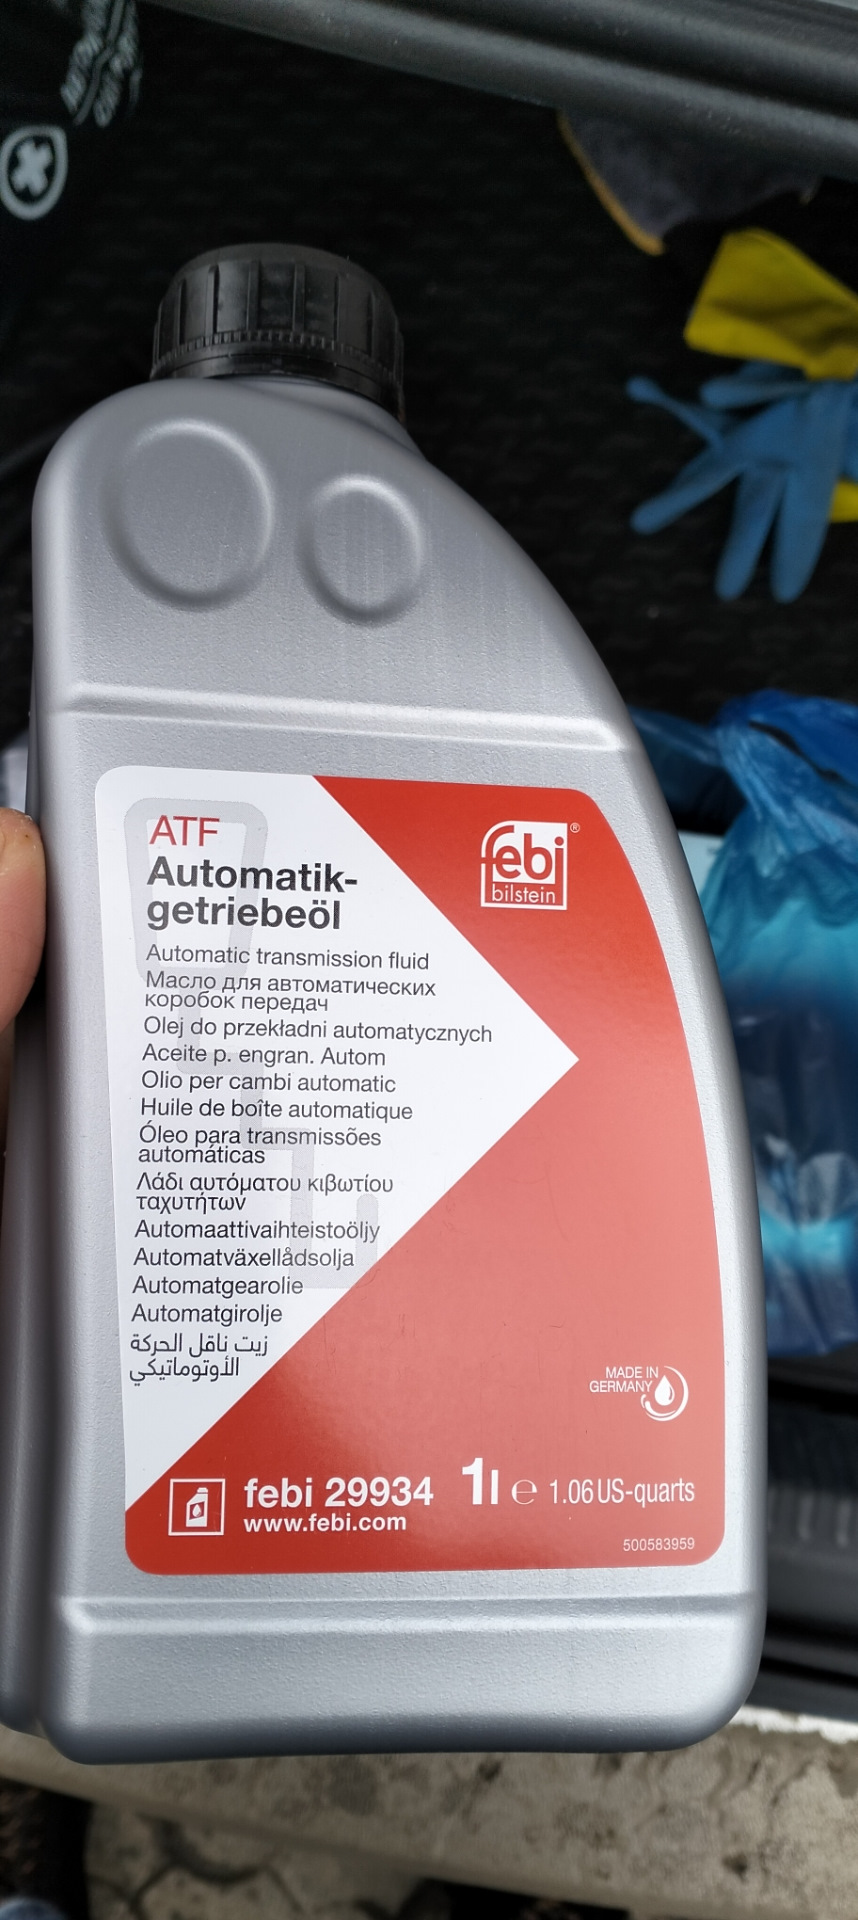 ATF
Automatik-
getriebeöl
Automatic transmission fluid
Масло для автоматических
коробок передач
Olej do przekładni automatycznych
Aceite p. engran. Autom
Olio per cambi automatic
Huile de boîte automatique
Óleo para transmissões
automáticas
Λάδι αυτόματου κιβωτίου
ταχυτήτων
Automaattivaihteistoöljy
Automatväxellådsolja
Automatgearolie
Automatgirolje
زيت ناقل الحركة
الأوتوماتيكي
febi®
bilstein
MADE IN
GERMANY
febi 29934
www.febi.com
1l ℮ 1.06 US-quarts
500583959